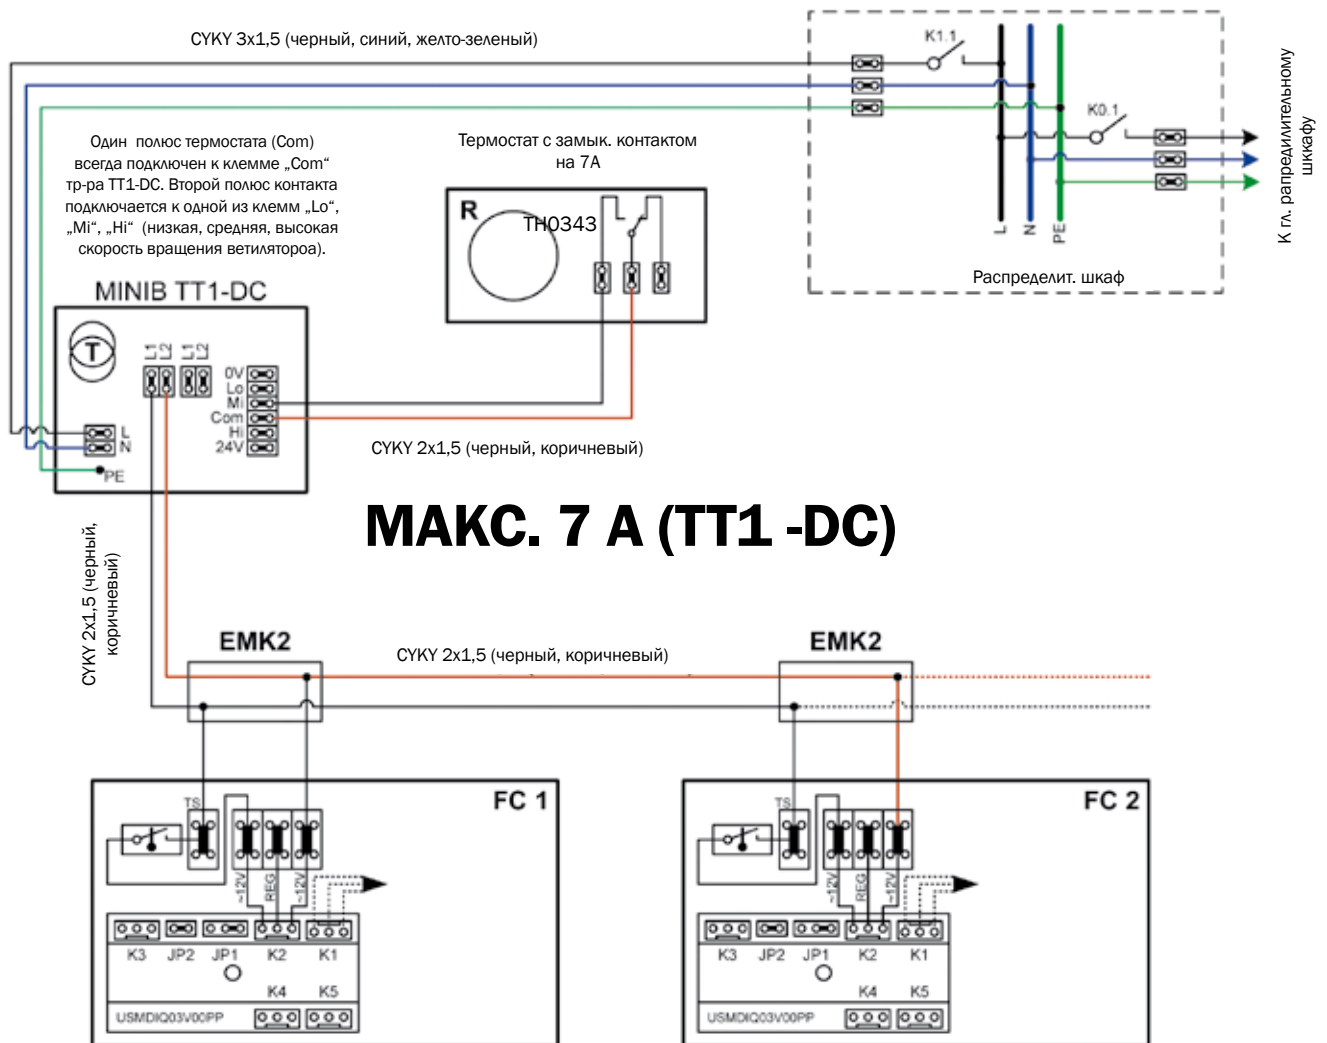 CYKY 3x1,5 (черный, синий, желто-зеленый)
K1.1
K0.1
К гл. рапредилительному
шккафу
L
N
PE
Распределит. шкаф
Один полюс термостата (Com)
всегда подключен к клемме „Com“
тр-ра TT1-DC. Второй полюс контакта
подключается к одной из клемм „Lo“,
„Mi“, „Hi“ (низкая, средняя, высокая
скорость вращения ветилятороа).
Термостат с замык. контактом
на 7А
R
TH0343
MINIB TT1-DC
T
L1
L2
L1
L2
0V
Lo
Mi
Com
Hi
24V
L
N
PE
CYKY 2x1,5 (черный, коричневый)
МАКС. 7 А (TT1 -DC)
CYKY 2x1,5 (черный,
коричневый)
EMK2
CYKY 2x1,5 (черный, коричневый)
EMK2
FC 1
TS
~12V
REG
~12V
K3 JP2 JP1 K2 K1
K4 K5
USMDIQ03V00PP
FC 2
TS
~12V
REG
~12V
K3 JP2 JP1 K2 K1
K4 K5
USMDIQ03V00PP